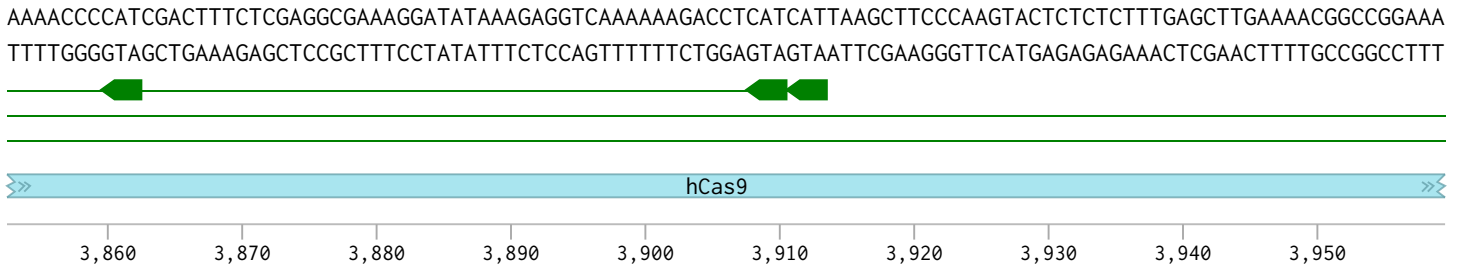 AAAACCCCATCGACTTTCTCGAGGCGAAAGGATATAAAGAGGTCAAAAAAGACCTCATCATTAAGCTTCCCAAGTACTCTCTCTTTGAGCTTGAAAACGGCCGGAAA
TTTTGGGGTAGCTGAAAGAGCTCCGCTTTCCTATATTTCTCCAGTTTTTTCTGGAGTAGTAATTCGAAGGGTTCATGAGAGAGAAACTCGAACTTTTGCCGGCCTTT
hCas9
3,860 3,870 3,880 3,890 3,900 3,910 3,920 3,930 3,940 3,950